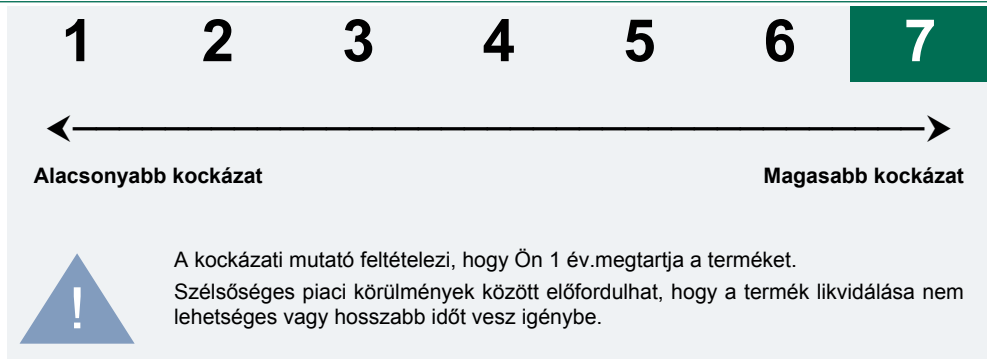 1 2 3 4 5 6 7
Alacsonyabb kockázat Magasabb kockázat
A kockázati mutató feltételezi, hogy Ön 1 év.megtartja a terméket.
Szélsőséges piaci körülmények között előfordulhat, hogy a termék likvidálása nem
lehetséges vagy hosszabb időt vesz igénybe.
!